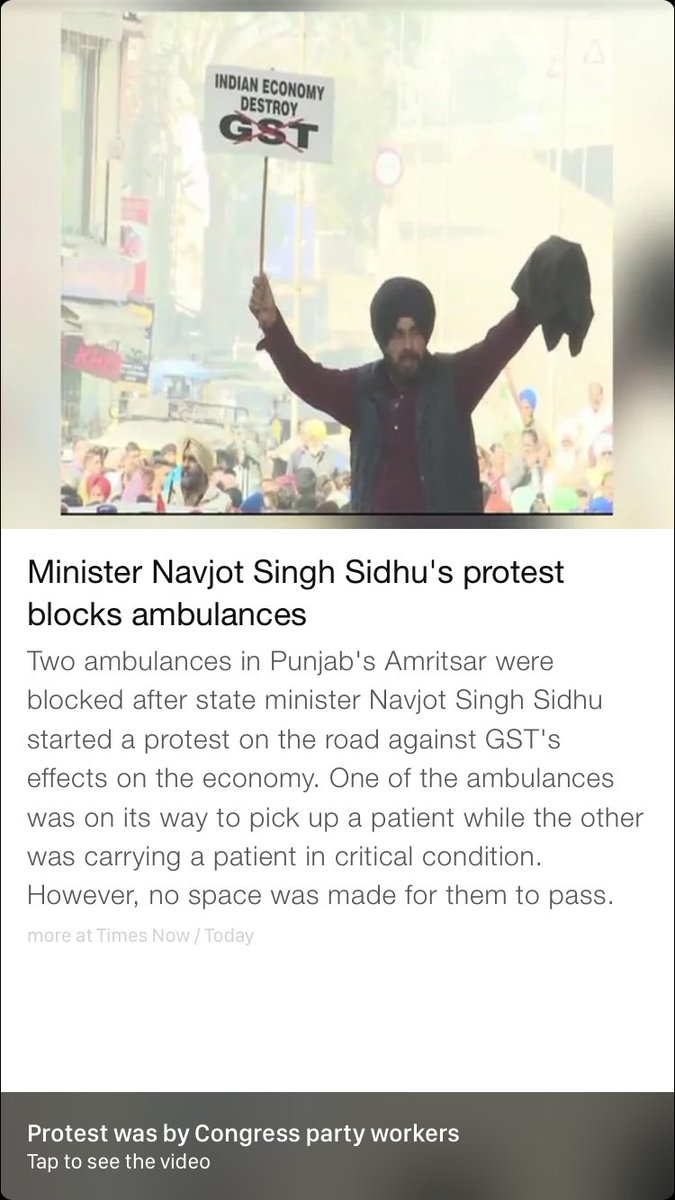 INDIAN ECONOMY
DESTROY
GST
Minister Navjot Singh Sidhu's protest
blocks ambulances
Two ambulances in Punjab's Amritsar were
blocked after state minister Navjot Singh Sidhu
started a protest on the road against GST's
effects on the economy. One of the ambulances
was on its way to pick up a patient while the other
was carrying a patient in critical condition.
However, no space was made for them to pass.
more at Times Now / Today
Protest was by Congress party workers
Tap to see the video